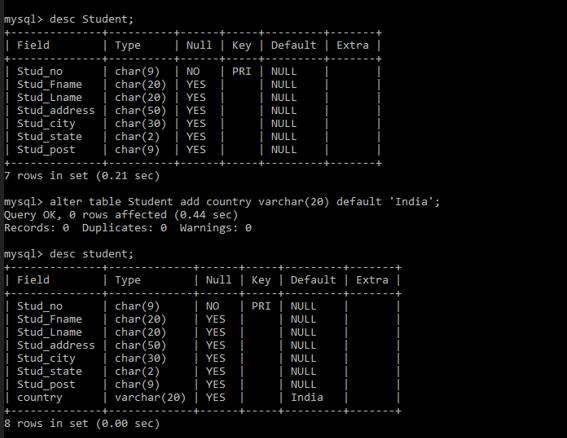 mysql> desc Student;
+--------------+----------+------+-----+---------+-------+
| Field        | Type     | Null | Key | Default | Extra |
+--------------+----------+------+-----+---------+-------+
| Stud_no      | char(9)  | NO   | PRI | NULL    |       |
| Stud_Fname   | char(20) | YES  |     | NULL    |       |
| Stud_Lname   | char(20) | YES  |     | NULL    |       |
| Stud_address | char(50) | YES  |     | NULL    |       |
| Stud_city    | char(30) | YES  |     | NULL    |       |
| Stud_state   | char(2)  | YES  |     | NULL    |       |
| Stud_post    | char(9)  | YES  |     | NULL    |       |
+--------------+----------+------+-----+---------+-------+
7 rows in set (0.21 sec)
mysql> alter table Student add country varchar(20) default 'India';
Query OK, 0 rows affected (0.44 sec)
Records: 0  Duplicates: 0  Warnings: 0
mysql> desc student;
+--------------+-------------+------+-----+---------+-------+
| Field        | Type        | Null | Key | Default | Extra |
+--------------+-------------+------+-----+---------+-------+
| Stud_no      | char(9)     | NO   | PRI | NULL    |       |
| Stud_Fname   | char(20)    | YES  |     | NULL    |       |
| Stud_Lname   | char(20)    | YES  |     | NULL    |       |
| Stud_address | char(50)    | YES  |     | NULL    |       |
| Stud_city    | char(30)    | YES  |     | NULL    |       |
| Stud_state   | char(2)     | YES  |     | NULL    |       |
| Stud_post    | char(9)     | YES  |     | NULL    |       |
| country      | varchar(20) | YES  |     | India   |       |
+--------------+-------------+------+-----+---------+-------+
8 rows in set (0.00 sec)